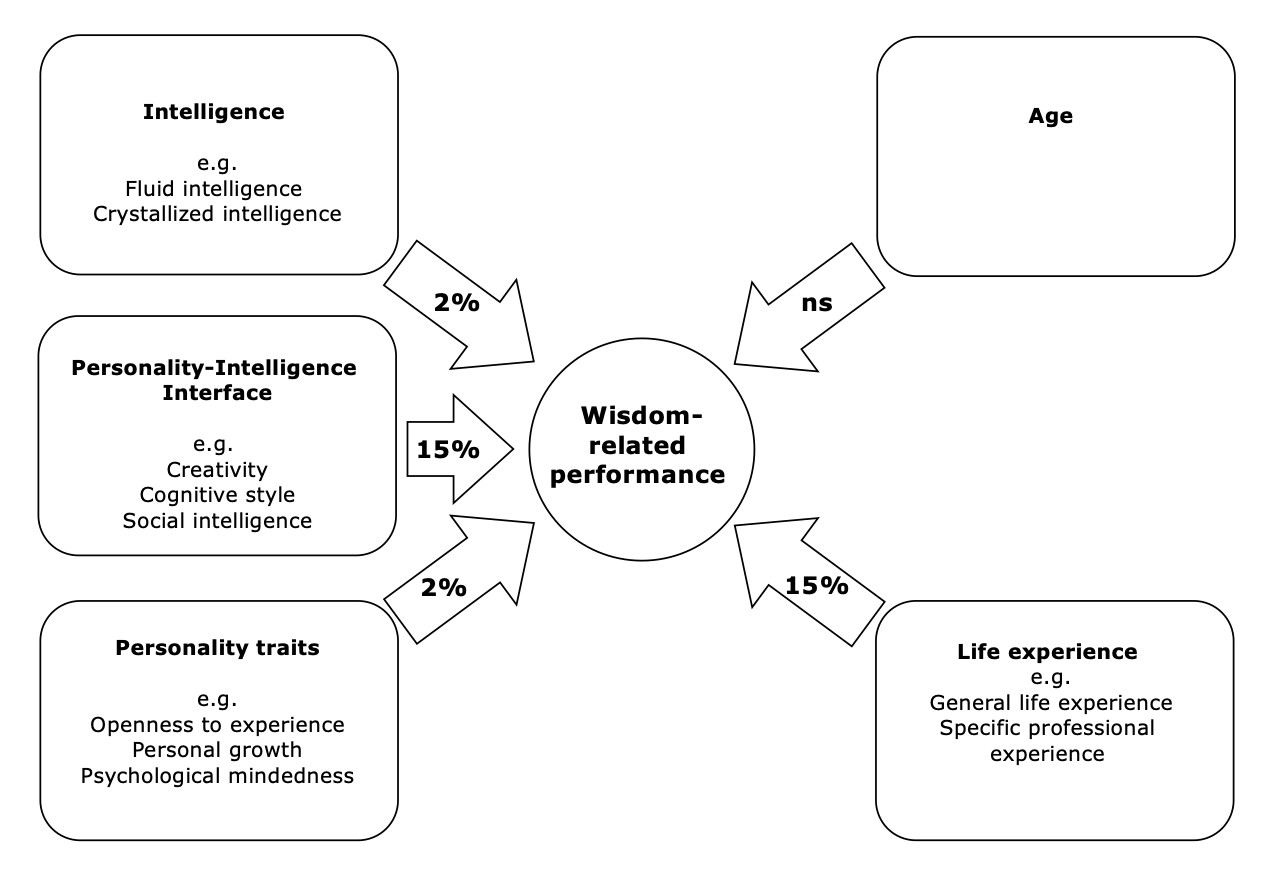 Intelligence
e.g.
Fluid intelligence
Crystallized intelligence
2%
Personality-Intelligence
Interface
e.g.
Creativity
Cognitive style
Social intelligence
15%
Personality traits
e.g.
Openness to experience
Personal growth
Psychological mindedness
2%
Wisdom-
related
performance
Age
ns
Life experience
e.g.
General life experience
Specific professional
experience
15%